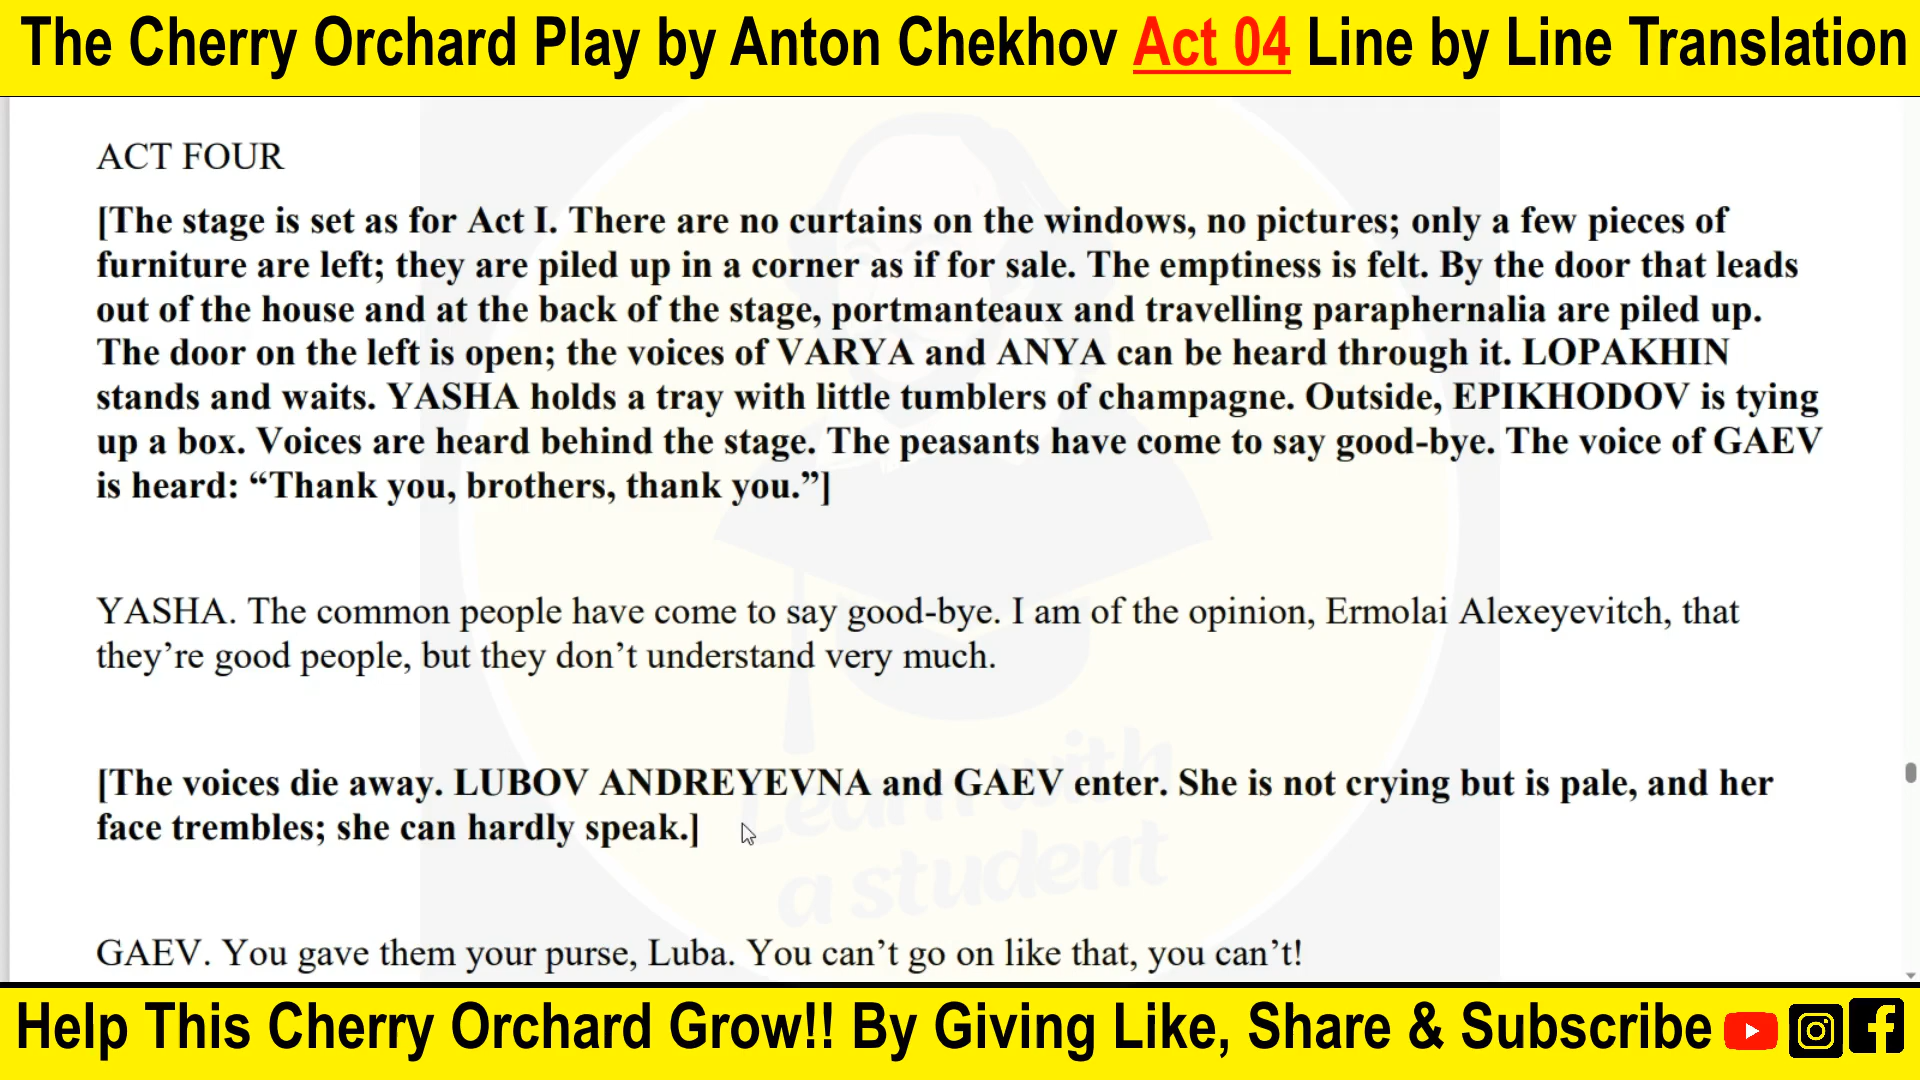 The Cherry Orchard Play by Anton Chekhov Act 04 Line by Line Translation
ACT FOUR
[The stage is set as for Act I. There are no curtains on the windows, no pictures; only a few pieces of
furniture are left; they are piled up in a corner as if for sale. The emptiness is felt. By the door that leads
out of the house and at the back of the stage, portmanteaux and travelling paraphernalia are piled up.
The door on the left is open; the voices of VARYA and ANYA can be heard through it. LOPAKHIN
stands and waits. YASHA holds a tray with little tumblers of champagne. Outside, EPIKHODOV is tying
up a box. Voices are heard behind the stage. The peasants have come to say good-bye. The voice of GAEV
is heard: “Thank you, brothers, thank you.”]
YASHA. The common people have come to say good-bye. I am of the opinion, Ermolai Alexeyevitch, that
they’re good people, but they don’t understand very much.
[The voices die away. LUBOV ANDREYEVNA and GAEV enter. She is not crying but is pale, and her
face trembles; she can hardly speak.]
Learn with
a student
GAEV. You gave them your purse, Luba. You can’t go on like that, you can’t!
Help This Cherry Orchard Grow!! By Giving Like, Share & Subscribe